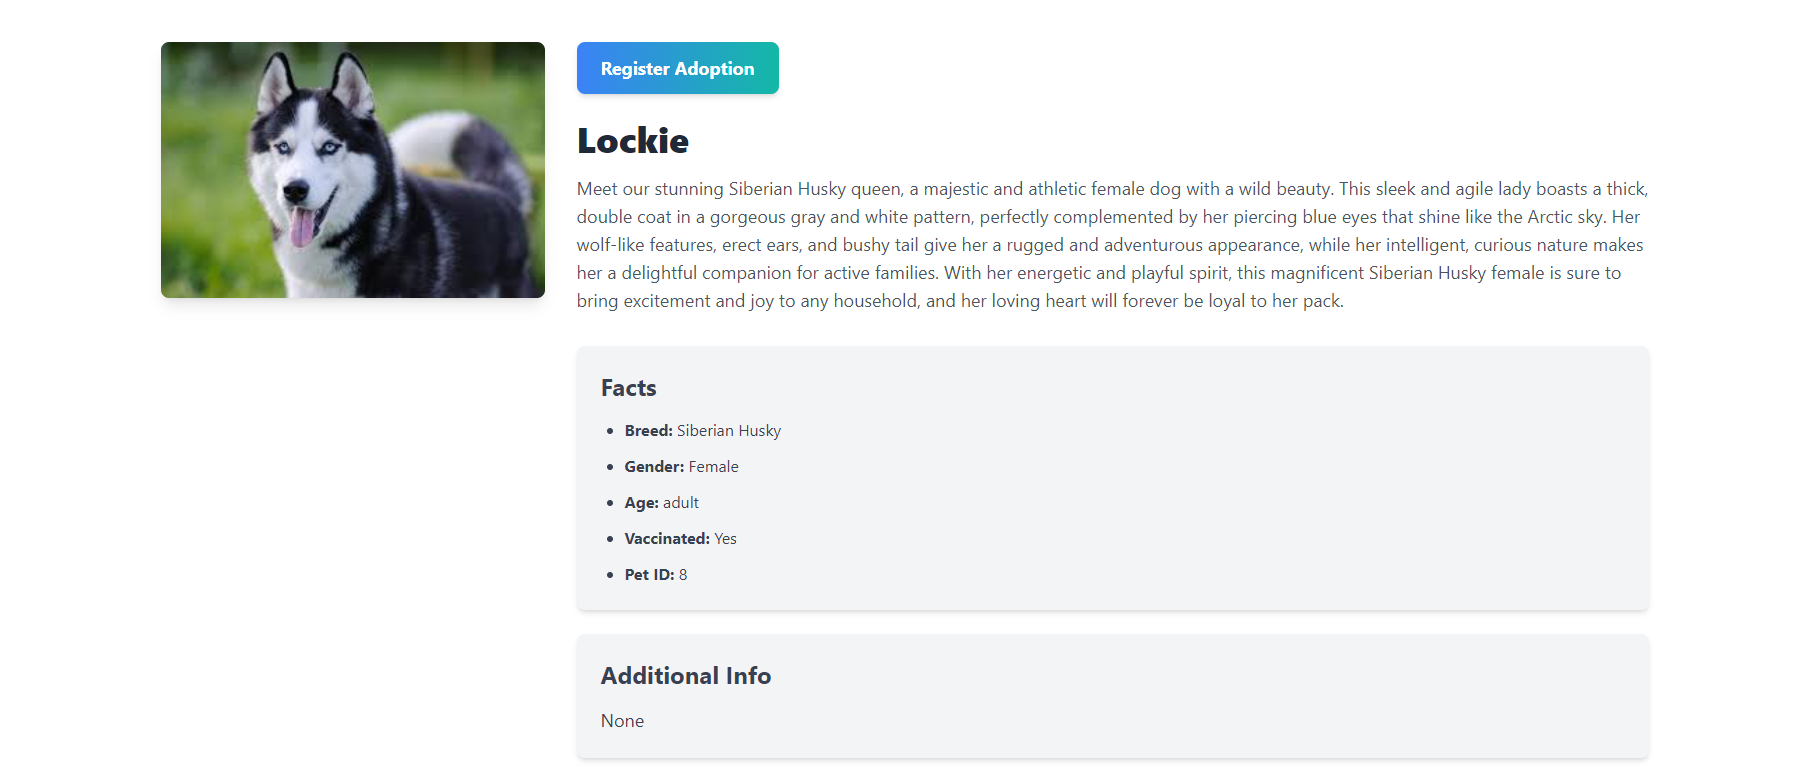 Register Adoption
Lockie
Meet our stunning Siberian Husky queen, a majestic and athletic female dog with a wild beauty. This sleek and agile lady boasts a thick,
double coat in a gorgeous gray and white pattern, perfectly complemented by her piercing blue eyes that shine like the Arctic sky. Her
wolf-like features, erect ears, and bushy tail give her a rugged and adventurous appearance, while her intelligent, curious nature makes
her a delightful companion for active families. With her energetic and playful spirit, this magnificent Siberian Husky female is sure to
bring excitement and joy to any household, and her loving heart will forever be loyal to her pack.
Facts
• Breed: Siberian Husky
• Gender: Female
• Age: adult
• Vaccinated: Yes
• Pet ID: 8
Additional Info
None